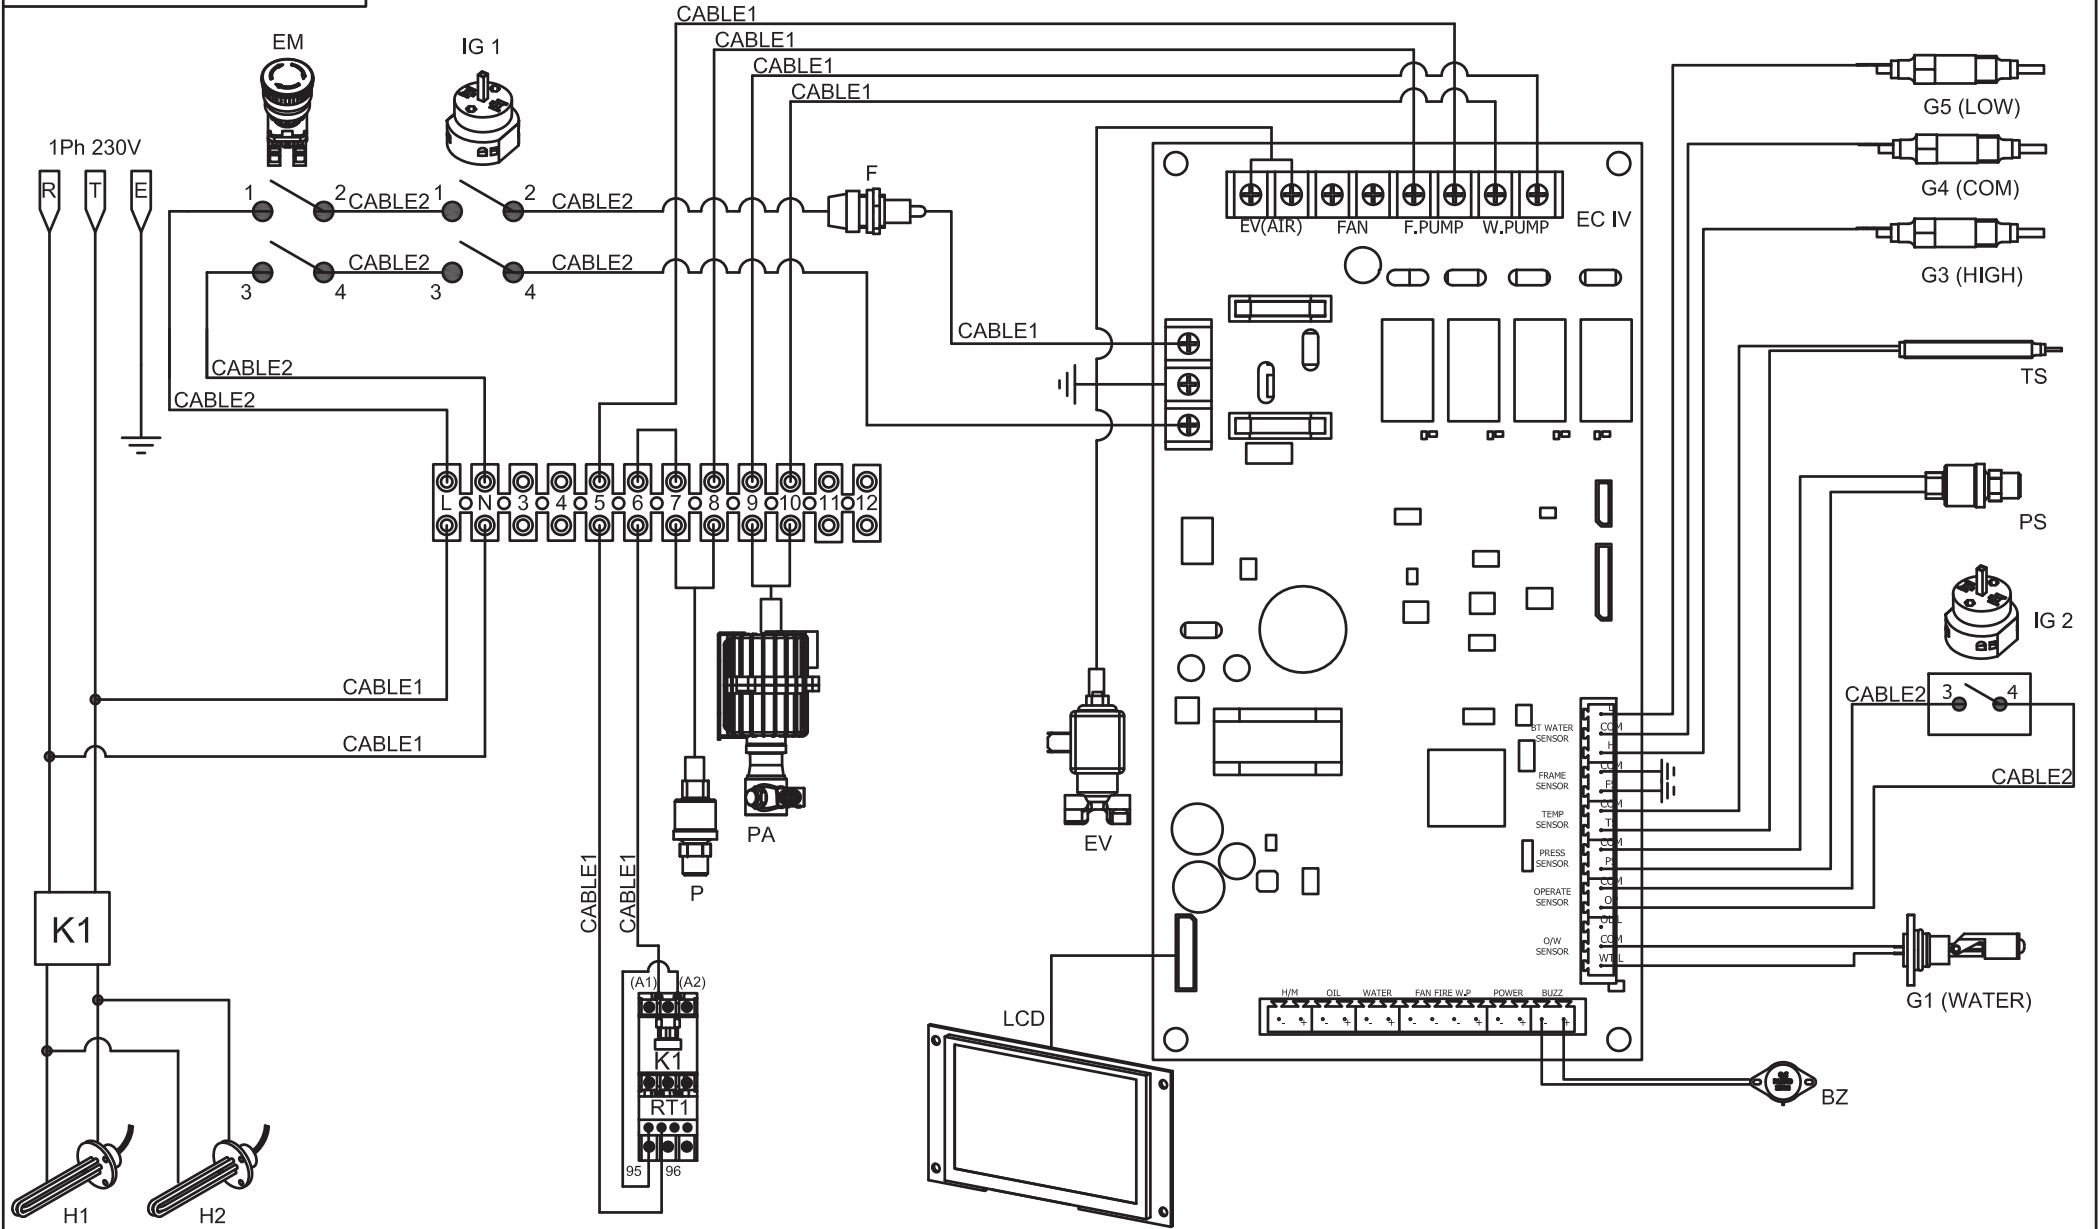 CABLE1
CABLE1
CABLE1
CABLE1
EM
IG 1
1Ph 230V
R
T
E
1
2
CABLE2
1
2
CABLE2
F
3
CABLE2
4
3
CABLE2
4
CABLE2
CABLE2
CABLE1
EV(AIR)
FAN
F.PUMP
W.PUMP
EC IV
G5 (LOW)
G4 (COM)
G3 (HIGH)
TS
PS
IG 2
L
N
3
4
5
6
7
8
9
10
11
12
CABLE1
CABLE1
PA
P
EV
CABLE1
CABLE1
K1
(A1)
(A2)
K1
RT1
95
96
H1
H2
LCD
BT WATER
SENSOR
FRAME
SENSOR
TEMP
SENSOR
PRESS
SENSOR
OPERATE
SENSOR
O/W
SENSOR
COM
H
COM
COM
COM
COM
COM
CABLE2
3
4
CABLE2
G1 (WATER)
H/M
OIL
WATER
FAN
FIRE
W.P
POWER
BUZZ
-
+
-
+
-
+
-
-
-
+
-
+
-
+
BZ